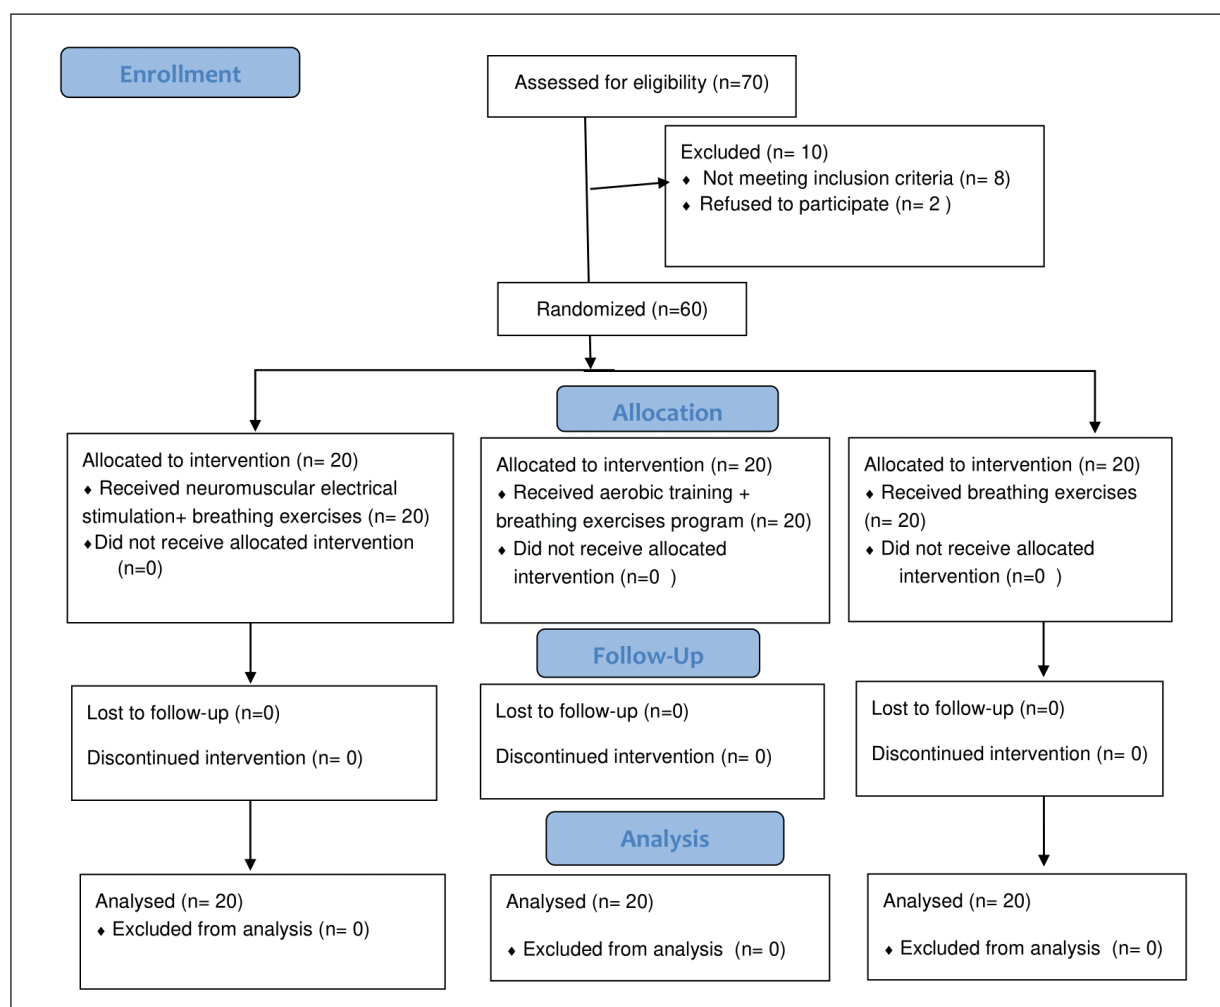 Enrollment
Assessed for eligibility (n=70)
Excluded (n= 10)
♦ Not meeting inclusion criteria (n= 8)
♦ Refused to participate (n= 2 )
Randomized (n=60)
Allocation
Allocated to intervention (n= 20)
♦ Received neuromuscular electrical
stimulation+ breathing exercises (n= 20)
♦Did not receive allocated intervention
(n=0)
Allocated to intervention (n= 20)
♦ Received aerobic training +
breathing exercises program (n= 20)
♦ Did not receive allocated
intervention (n=0 )
Allocated to intervention (n= 20)
♦ Received breathing exercises
(n= 20)
♦ Did not receive allocated
intervention (n=0 )
Follow-Up
Lost to follow-up (n=0)
Discontinued intervention (n= 0)
Lost to follow-up (n=0)
Discontinued intervention (n= 0)
Lost to follow-up (n=0)
Discontinued intervention (n= 0)
Analysis
Analysed (n= 20)
♦ Excluded from analysis (n= 0)
Analysed (n= 20)
♦ Excluded from analysis (n= 0)
Analysed (n= 20)
♦ Excluded from analysis (n= 0)